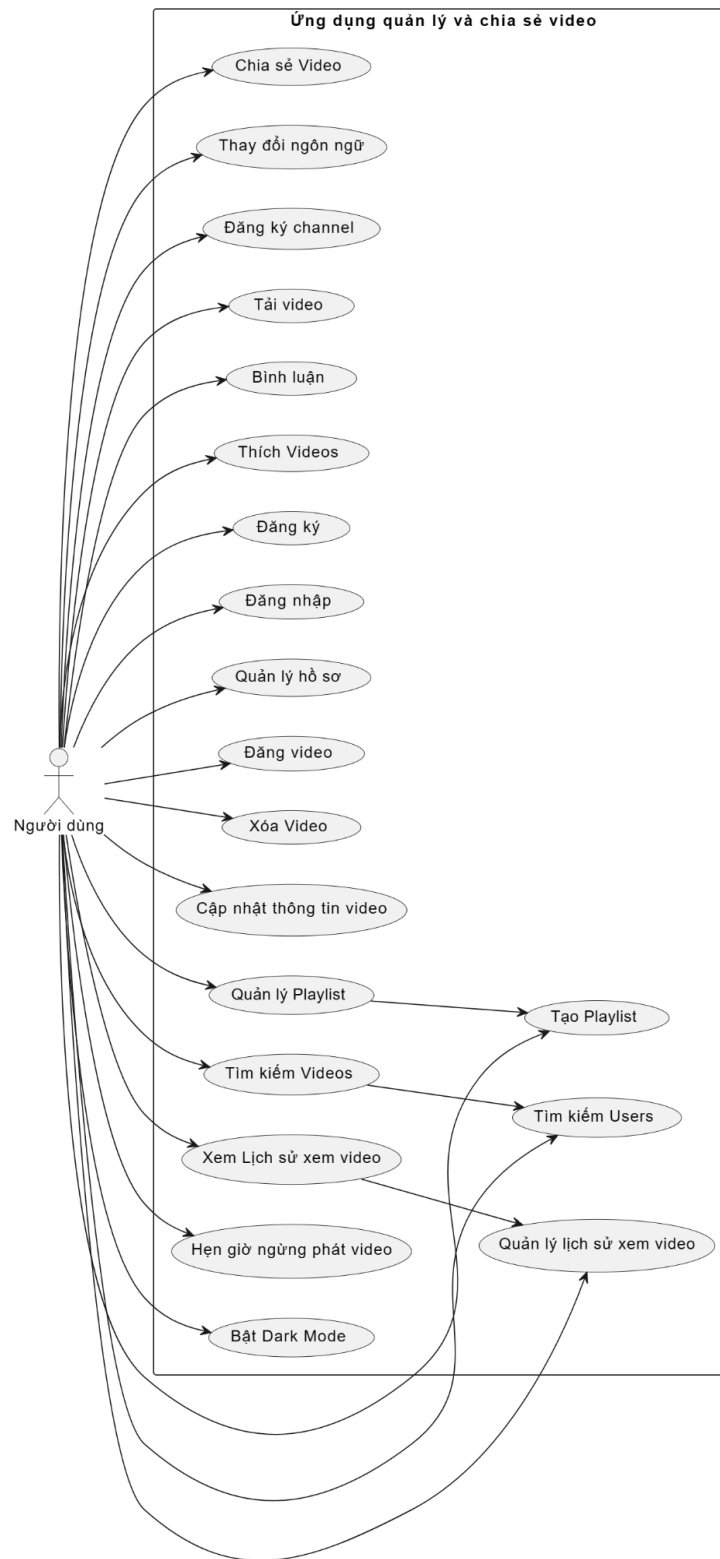 Ứng dụng quản lý và chia sẻ video
Chia sẻ Video
Thay đổi ngôn ngữ
Đăng ký channel
Tải video
Bình luận
Thích Videos
Đăng ký
Đăng nhập
Quản lý hồ sơ
Đăng video
Người dùng
Xóa Video
Cập nhật thông tin video
Quản lý Playlist
Tạo Playlist
Tìm kiếm Videos
Tìm kiếm Users
Xem Lịch sử xem video
Hẹn giờ ngừng phát video
Quản lý lịch sử xem video
Bật Dark Mode